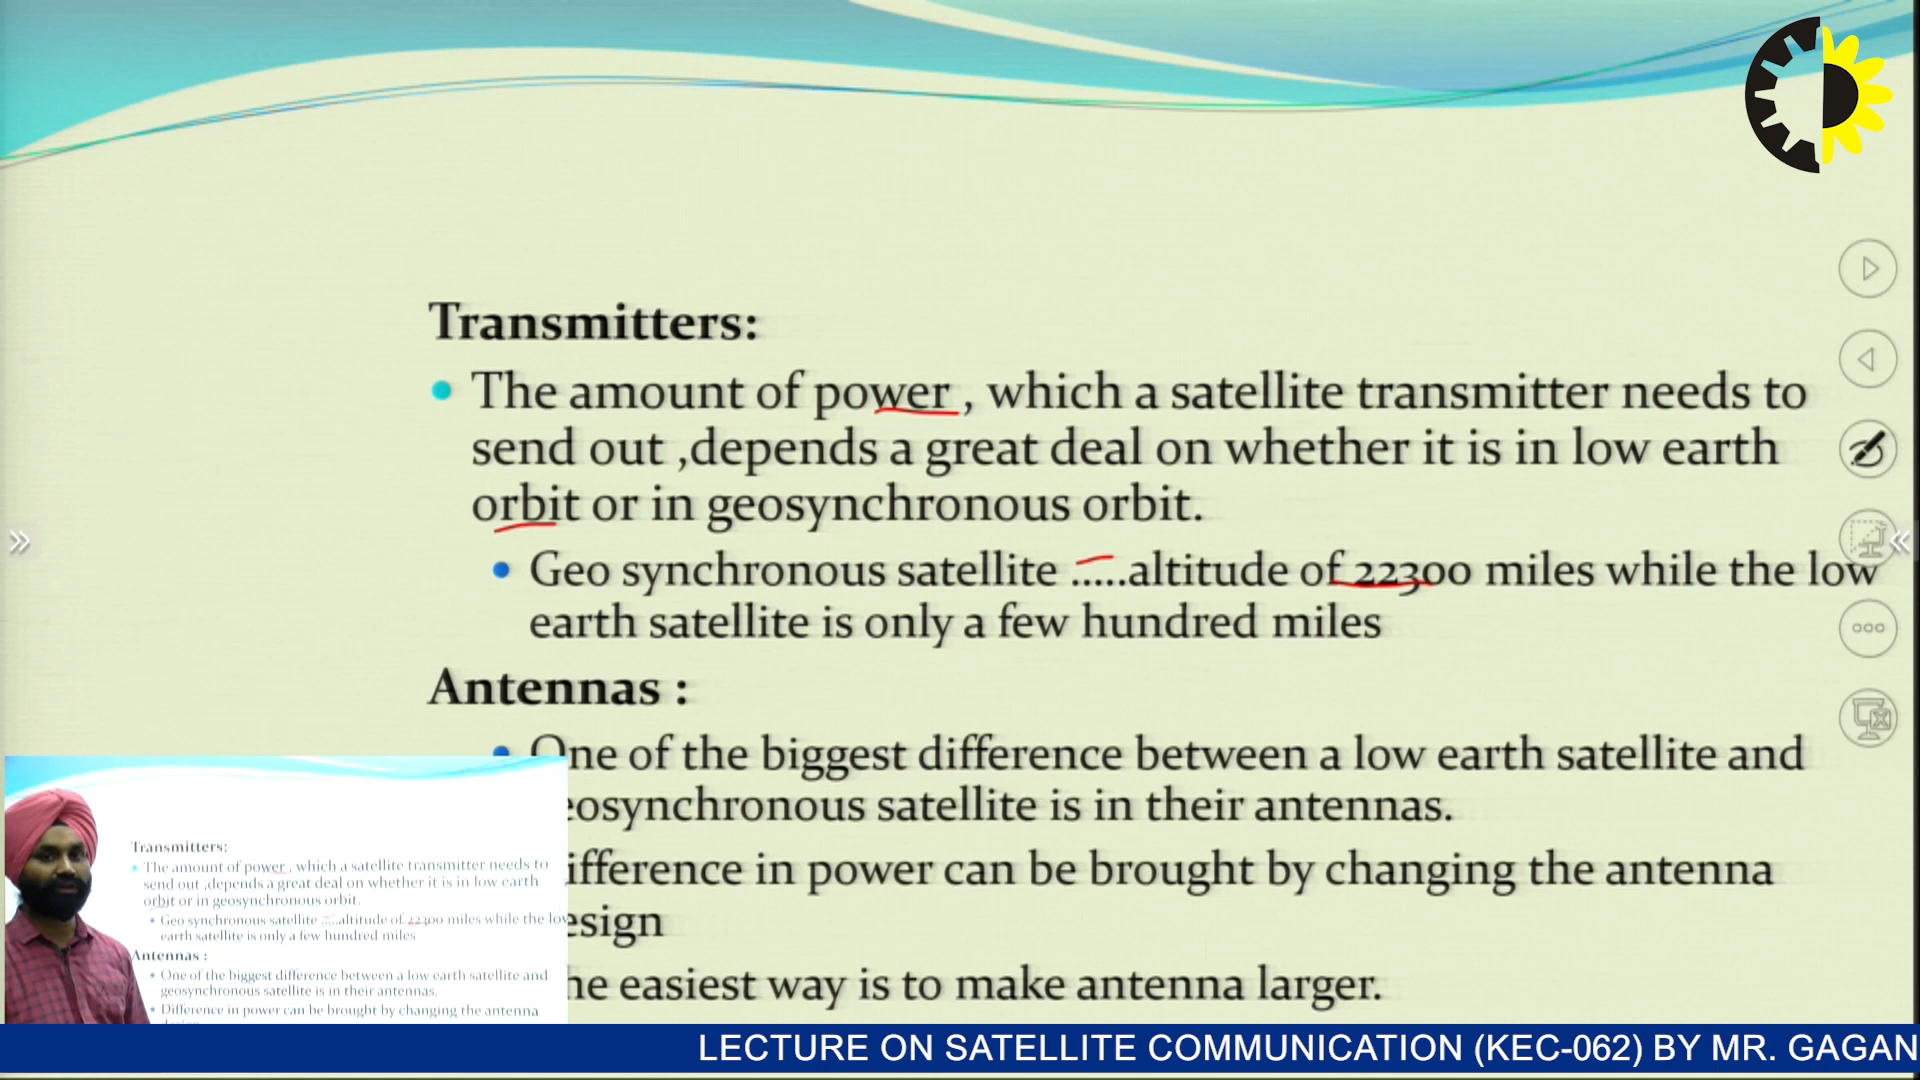 Transmitters:
The amount of power , which a satellite transmitter needs to
send out ,depends a great deal on whether it is in low earth
orbit or in geosynchronous orbit.
Geo synchronous satellite .....altitude of 22300 miles while the low
earth satellite is only a few hundred miles
Antennas :
One of the biggest difference between a low earth satellite and
eosynchronous satellite is in their antennas.
ifference in power can be brought by changing the antenna
esign
he easiest way is to make antenna larger.
Transmitters:
The amount of power , which a satellite transmitter needs to
send out ,depends a great deal on whether it is in low earth
orbit or in geosynchronous orbit.
Geo synchronous satellite .....altitude of 22300 miles while the low
earth satellite is only a few hundred miles
Antennas :
One of the biggest difference between a low earth satellite and
geosynchronous satellite is in their antennas.
Difference in power can be brought by changing the antenna
LECTURE ON SATELLITE COMMUNICATION (KEC-062) BY MR. GAGAN